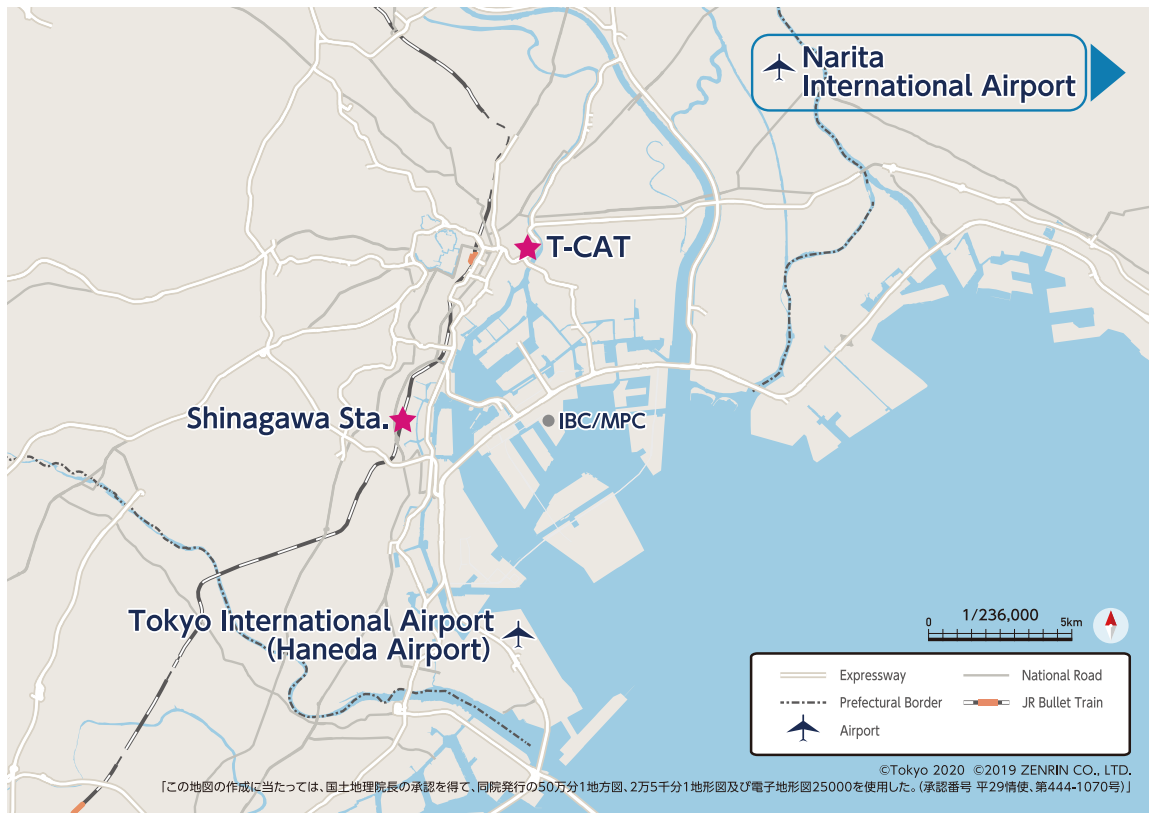 Narita
International Airport
T-CAT
Shinagawa Sta.
IBC/MPC
Tokyo International Airport
(Haneda Airport)
1/236,000
0 5km
Expressway
National Road
Prefectural Border
JR Bullet Train
Airport
©Tokyo 2020 ©2019 ZENRIN CO., LTD.
「この地図の作成に当たっては、国土地理院長の承認を得て、同院発行の50万分1地方図、2万5千分1地形図及び電子地形図25000を使用した。(承認番号 平29情使、第444-1070号)」